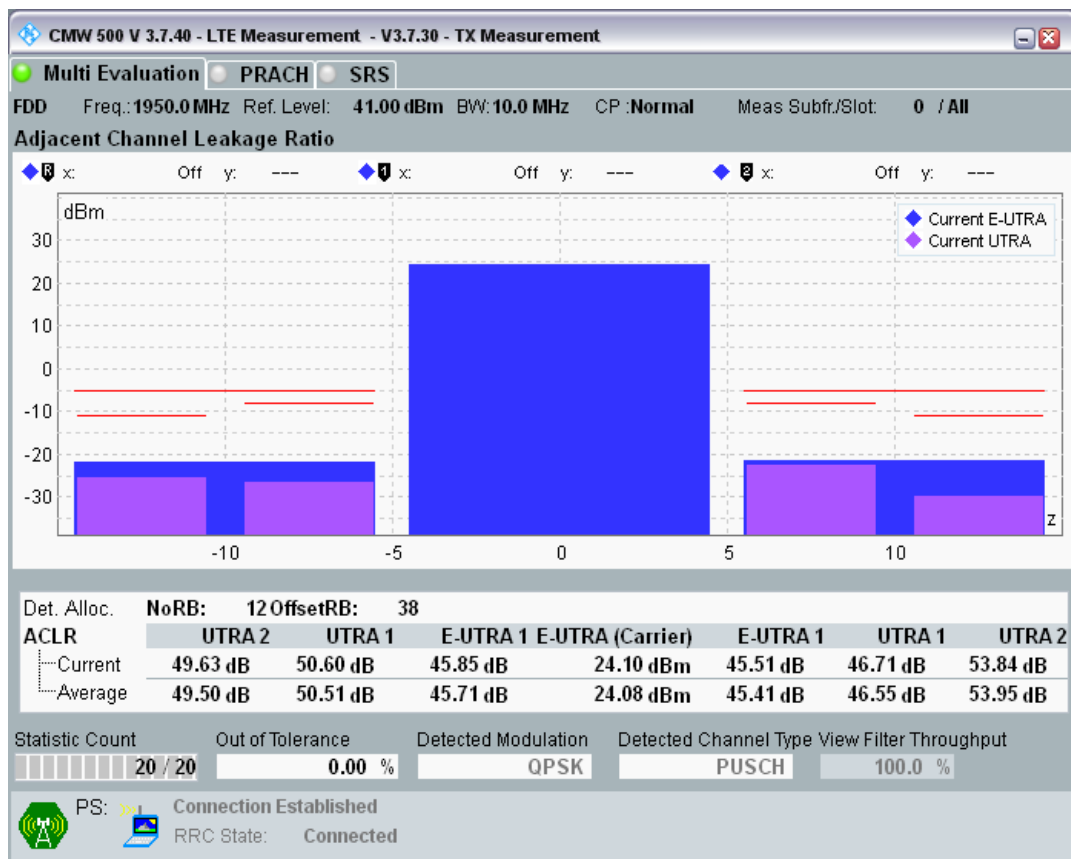 CMW 500 V 3.7.40 - LTE Measurement - V3.7.30 - TX Measurement
Multi Evaluation PRACH SRS
FDD Freq.:1950.0 MHz Ref. Level: 41.00 dBm BW:10.0 MHz CP :Normal Meas Subfr./Slot: 0 / All
Adjacent Channel Leakage Ratio
R x: Off y: --- 1 x: Off y: --- 2 x: Off y: ---
dBm
Current E-UTRA
Current UTRA
30
20
10
0
-10
-20
-30
z
-10 -5 0 5 10
Det. Alloc. NoRB: 12 OffsetRB: 38
ACLR UTRA 2 UTRA 1 E-UTRA 1 E-UTRA (Carrier) E-UTRA 1 UTRA 1 UTRA 2
Current 49.63 dB 50.60 dB 45.85 dB 24.10 dBm 45.51 dB 46.71 dB 53.84 dB
Average 49.50 dB 50.51 dB 45.71 dB 24.08 dBm 45.41 dB 46.55 dB 53.95 dB
Statistic Count Out of Tolerance Detected Modulation Detected Channel Type View Filter Throughput
20 / 20 0.00 % QPSK PUSCH 100.0 %
PS: Connection Established
RRC State: Connected